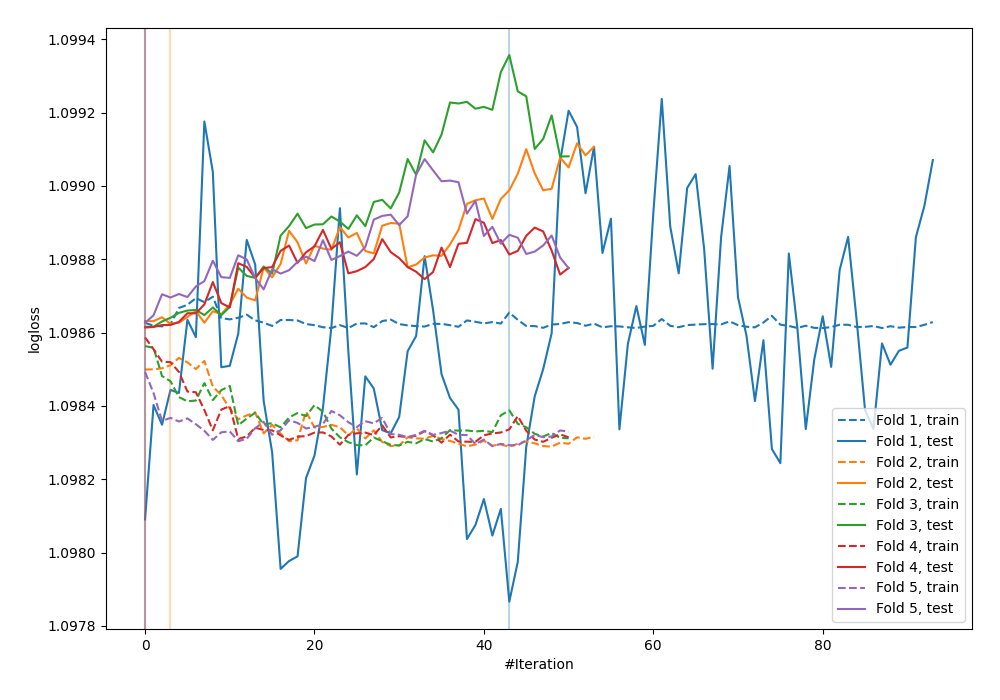 1.0994
1.0992
1.0990
1.0988
1.0986
1.0984
1.0982
1.0980
1.0978
logloss
0
20
40
60
80
#Iteration
Fold 1, train
Fold 1, test
Fold 2, train
Fold 2, test
Fold 3, train
Fold 3, test
Fold 4, train
Fold 4, test
Fold 5, train
Fold 5, test